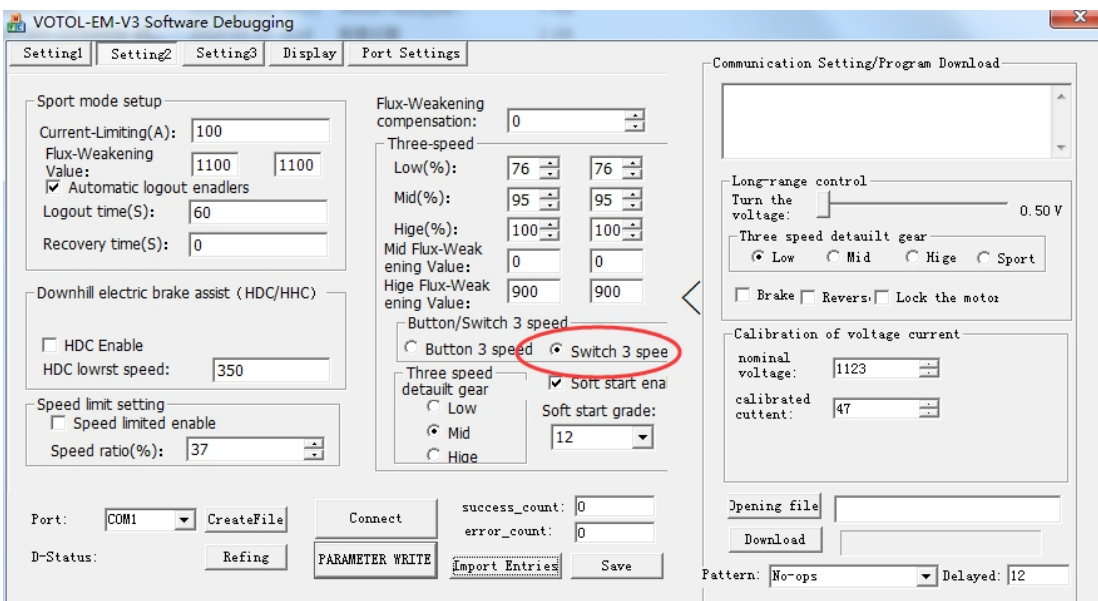 VOTOL-EM-V3 Software Debugging
Setting1 Setting2 Setting3 Display Port Settings
Sport mode setup
Current-Limiting(A): 100
Flux-Weakening
Value: 1100 1100
Automatic logout enadlers
Logout time(S): 60
Recovery time(S): 0
Downhill electric brake assist (HDC/HHC)
HDC Enable
HDC lowrst speed: 350
Speed limit setting
Speed limited enable
Speed ratio(%): 37
Flux-Weakening
compensation: 0
Three-speed
Low(%): 76 76
Mid(%): 95 95
Hige(%): 100 100
Mid Flux-Weak
ening Value: 0 0
Hige Flux-Weak
ening Value: 900 900
Button/Switch 3 speed
Button 3 speed Switch 3 spee
Three speed
detauilt gear
Low
Mid
Hige
Soft start ena
Soft start grade:
12
Communication Setting/Program Download
Long-range control
Turn the
voltage: 0.50 V
Three speed detauilt gear
Low Mid Hige Sport
Brake Revers. Lock the motor
Calibration of voltage current
nominal
voltage: 1123
calibrated
cuttent: 47
Opening file
Download
Pattern: No-ops Delayed: 12
Port: COM1 CreateFile Connect success_count: 0
error_count: 0
D-Status: Refing PARAMETER WRITE Import Entries Save